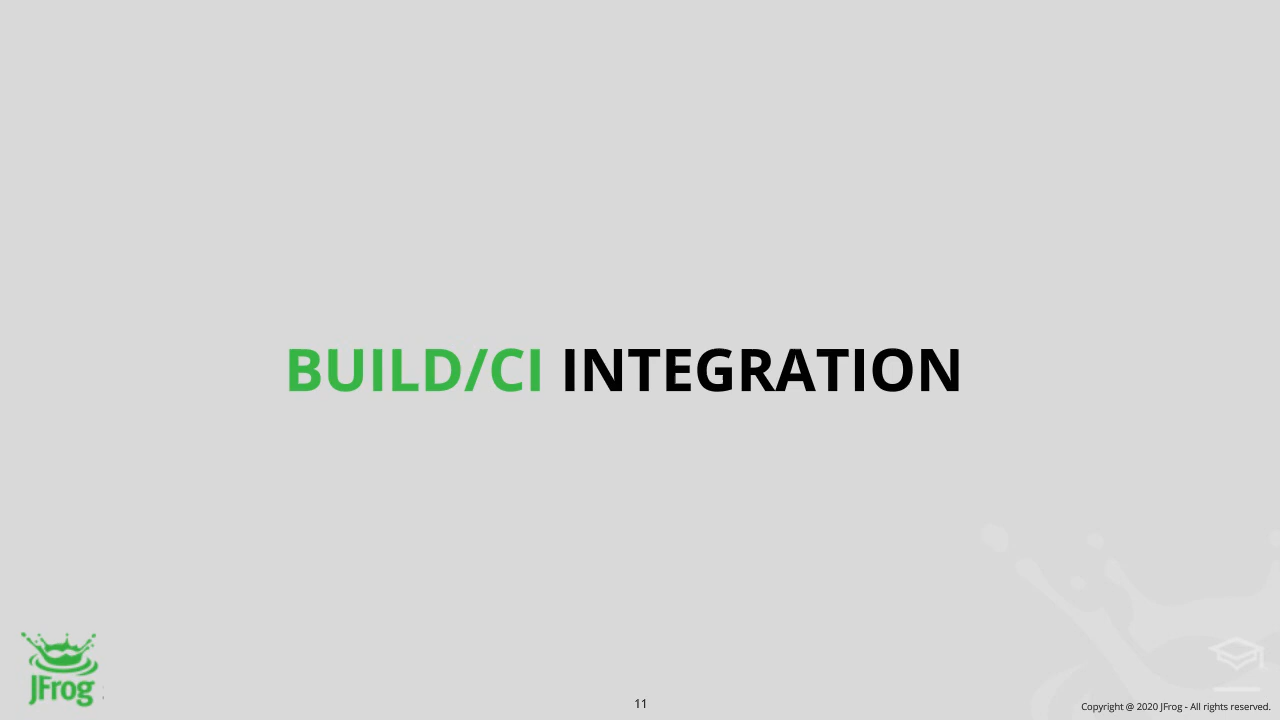 BUILD/CI INTEGRATION
JFrog
11
Copyright @ 2020 JFrog - All rights reserved.